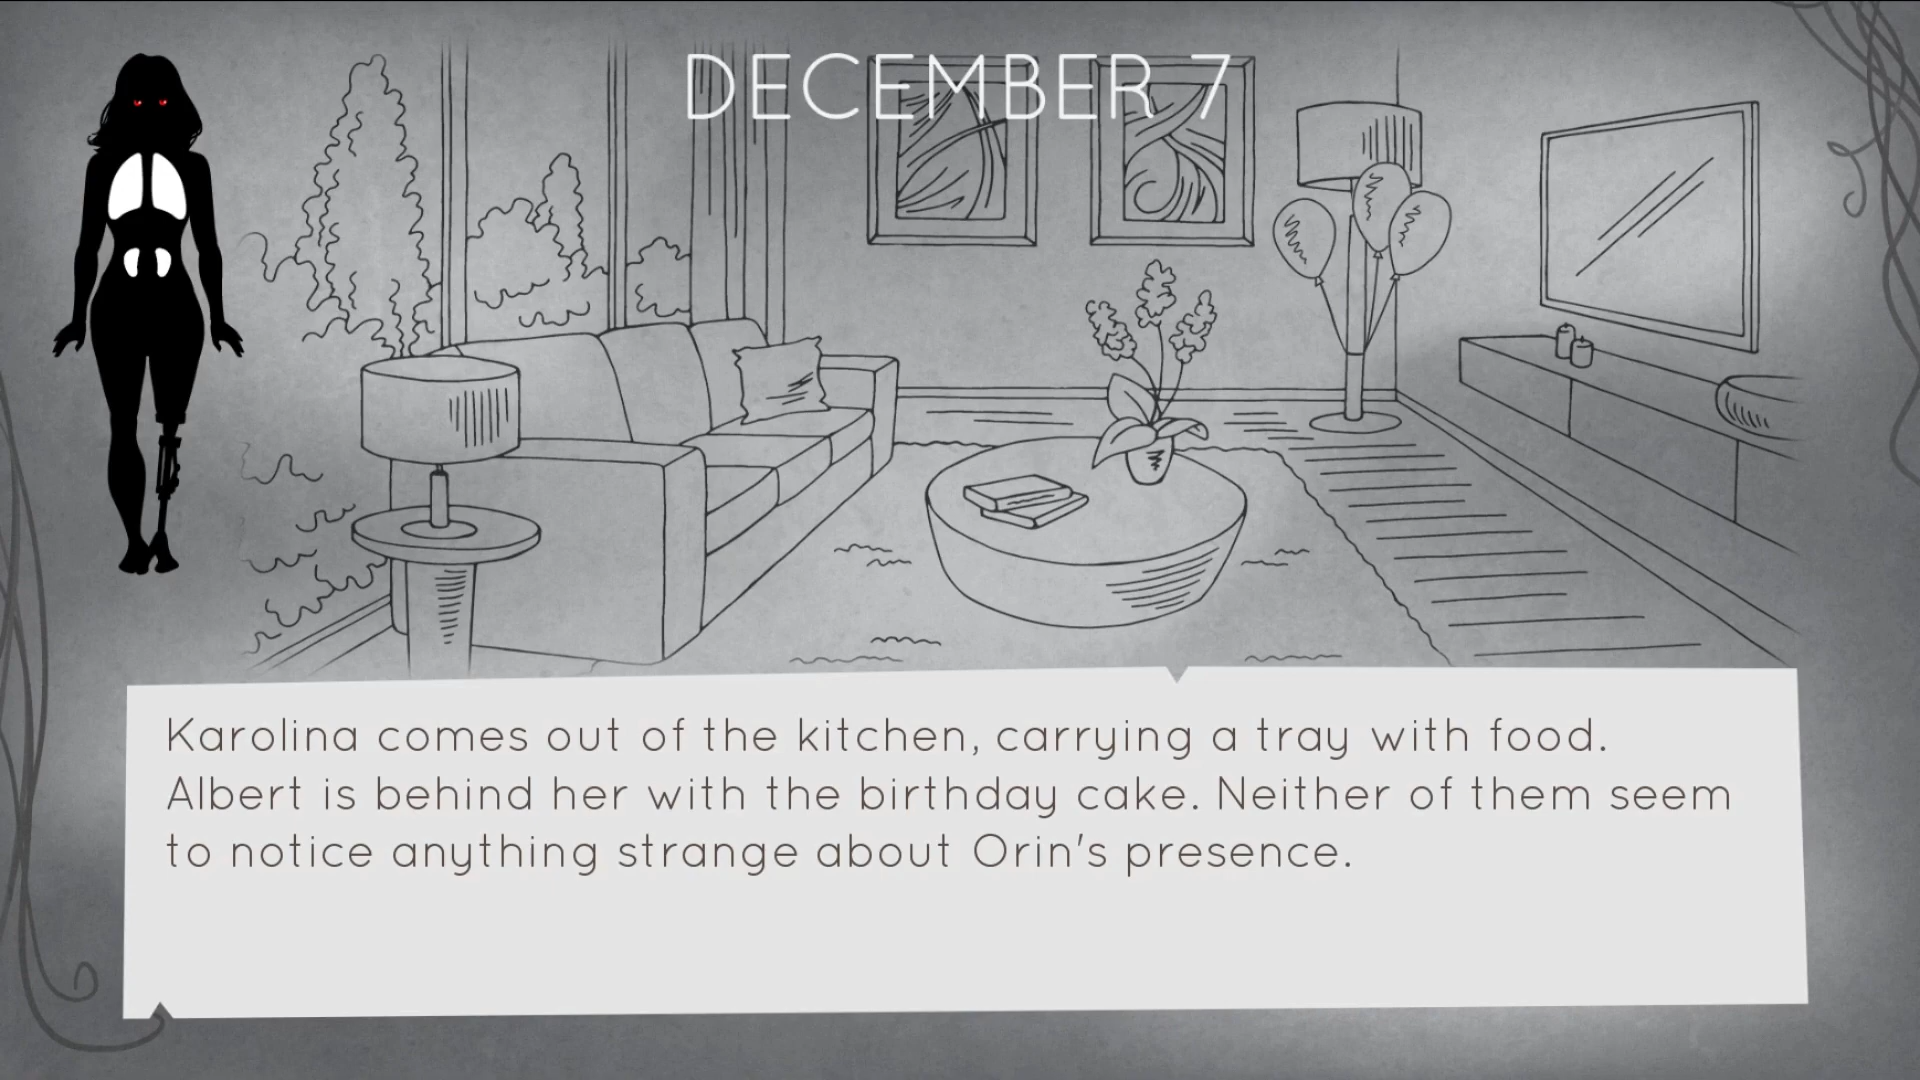 DECEMBER 7
Karolina comes out of the kitchen, carrying a tray with food.
Albert is behind her with the birthday cake. Neither of them seem
to notice anything strange about Orin's presence.